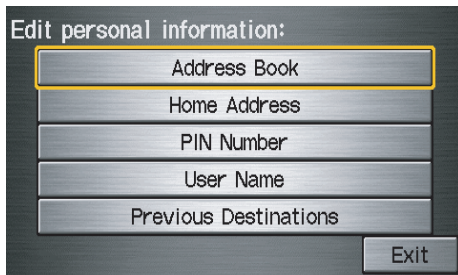 Edit personal information:
Address Book
Home Address
PIN Number
User Name
Previous Destinations
Exit